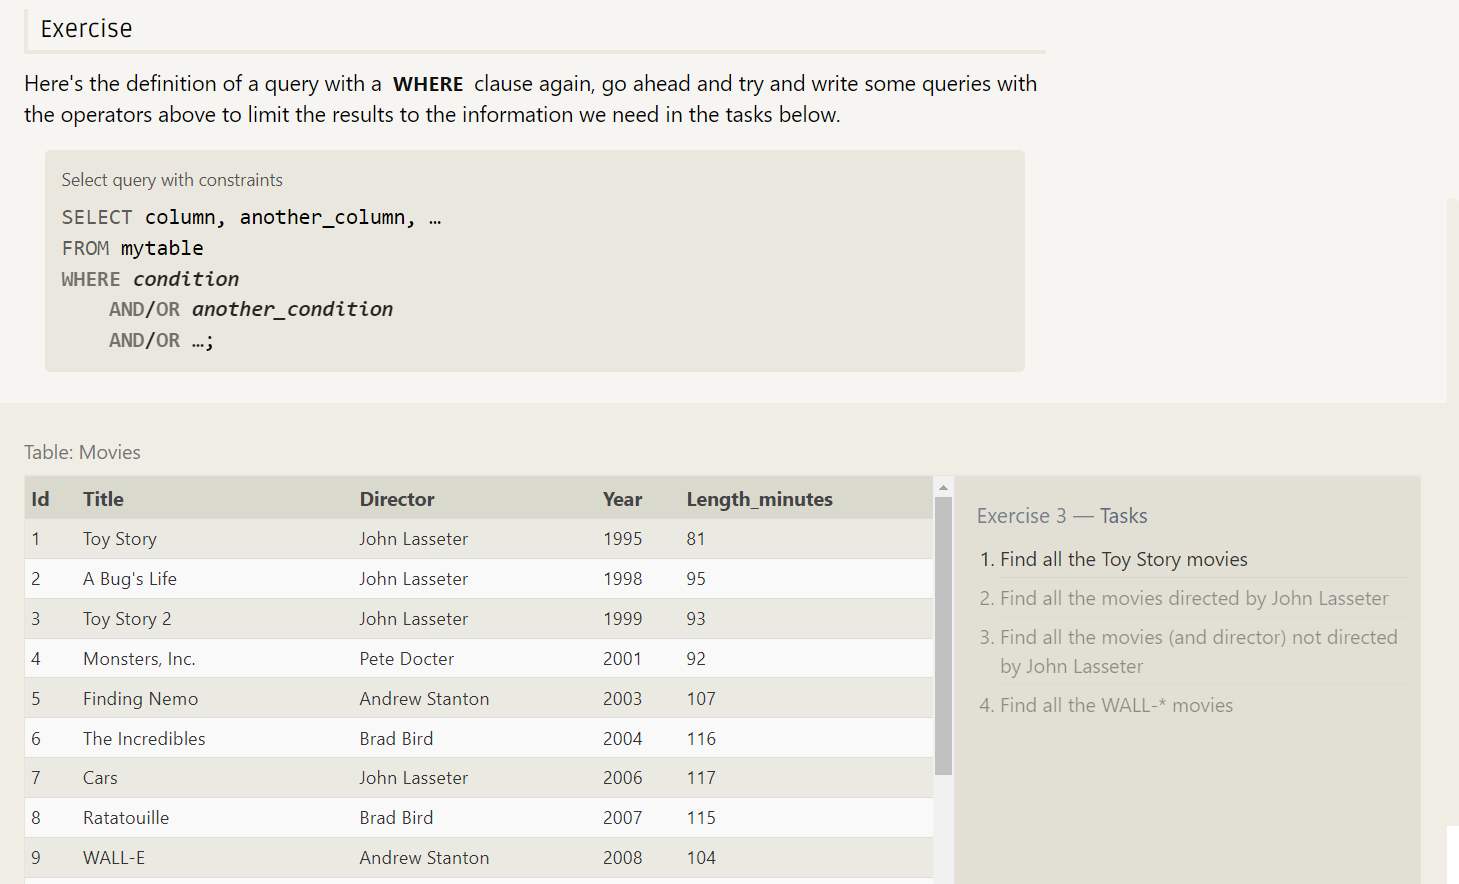 Exercise
Here's the definition of a query with a WHERE clause again, go ahead and try and write some queries with
the operators above to limit the results to the information we need in the tasks below.
Select query with constraints
SELECT column, another_column, …
FROM mytable
WHERE condition
AND/OR another_condition
AND/OR …;
Table: Movies
Id Title Director Year Length_minutes
1 Toy Story John Lasseter 1995 81
2 A Bug's Life John Lasseter 1998 95
3 Toy Story 2 John Lasseter 1999 93
4 Monsters, Inc. Pete Docter 2001 92
5 Finding Nemo Andrew Stanton 2003 107
6 The Incredibles Brad Bird 2004 116
7 Cars John Lasseter 2006 117
8 Ratatouille Brad Bird 2007 115
9 WALL-E Andrew Stanton 2008 104
Exercise 3 — Tasks
1. Find all the Toy Story movies
2. Find all the movies directed by John Lasseter
3. Find all the movies (and director) not directed
by John Lasseter
4. Find all the WALL-* movies